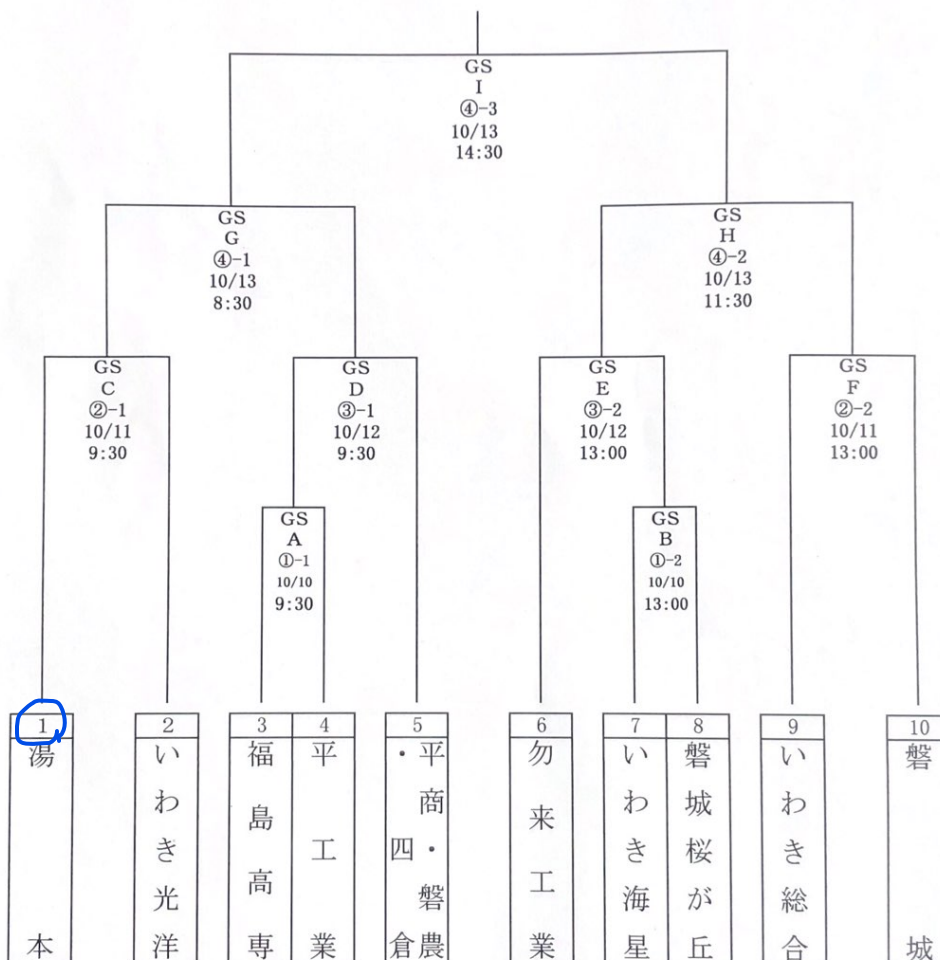 GS
I
④-3
10/13
14:30
GS
G
④-1
10/13
8:30
GS
H
④-2
10/13
11:30
GS
C
②-1
10/11
9:30
GS
D
③-1
10/12
9:30
GS
E
③-2
10/12
13:00
GS
F
②-2
10/11
13:00
GS
A
①-1
10/10
9:30
GS
B
①-2
10/10
13:00
1
湯本
2
いわき光洋
3
福島高専
4
平工業
5
平商・磐農
・四倉
6
勿来工業
7
いわき海星
8
磐城桜が丘
9
いわき総合
10
磐城